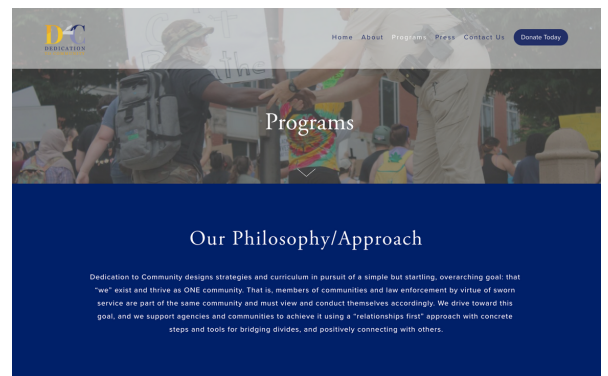 D2C
DEDICATION
Home About Programs Press Contact Us Donate Today
Can't
Breathe
Programs
Our Philosophy/Approach
Dedication to Community designs strategies and curriculum in pursuit of a simple but startling, overarching goal: that
"we" exist and thrive as ONE community. That is, members of communities and law enforcement by virtue of sworn
service are part of the same community and must view and conduct themselves accordingly. We drive toward this
goal, and we support agencies and communities to achieve it using a "relationships first" approach with concrete
steps and tools for bridging divides, and positively connecting with others.